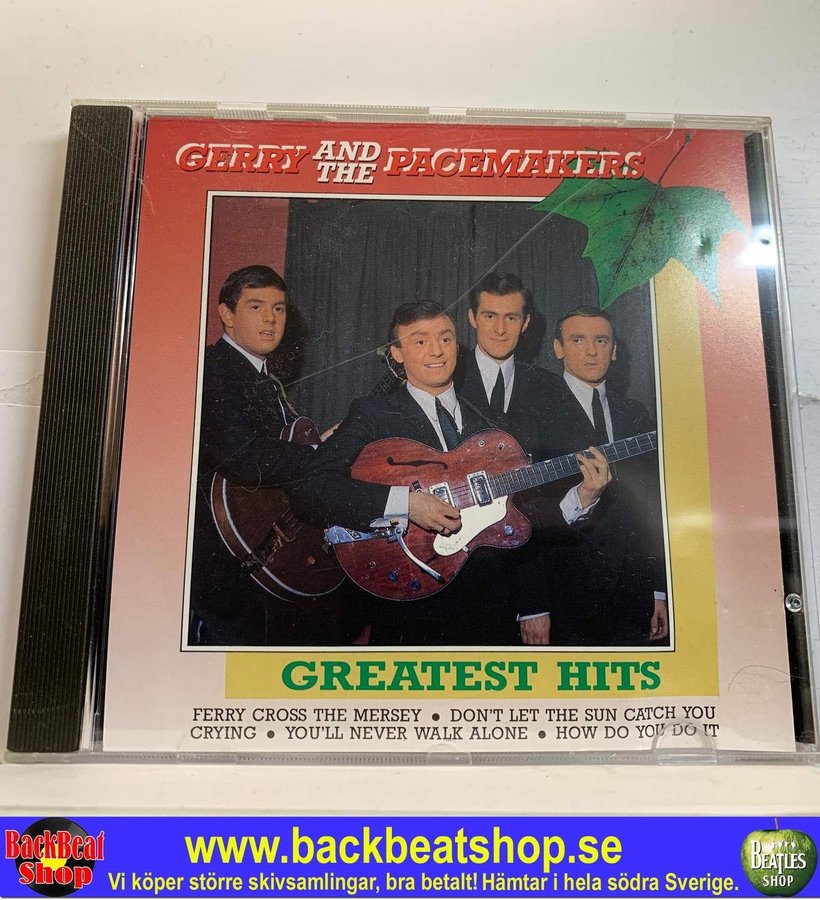 GERRY AND THE PACEMAKERS
GREATEST HITS
FERRY CROSS THE MERSEY • DON'T LET THE SUN CATCH YOU
CRYING • YOU'LL NEVER WALK ALONE • HOW DO YOU DO IT
BackBeat
Shop
www.backbeatshop.se
Vi köper större skivsamlingar, bra betalt! Hämtar i hela södra Sverige.
BEATLES
SHOP